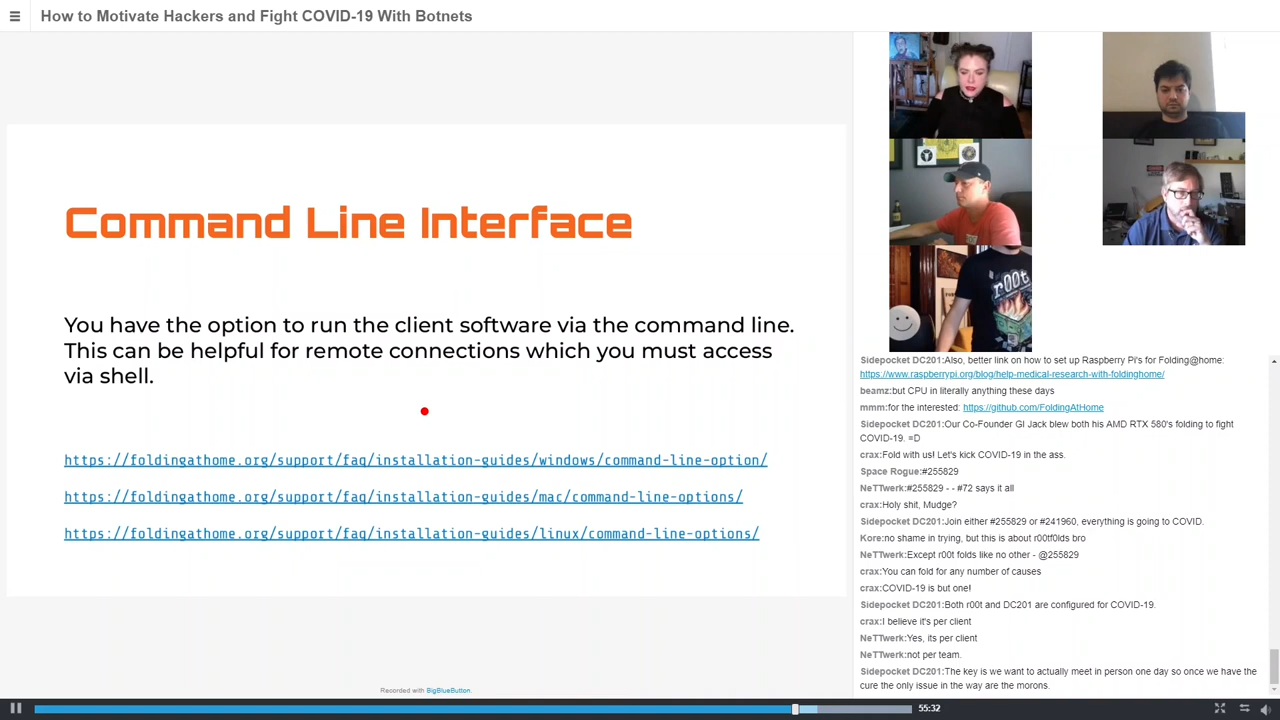 How to Motivate Hackers and Fight COVID-19 With Botnets
Command Line Interface
You have the option to run the client software via the command line.
This can be helpful for remote connections which you must access
via shell.
https://foldingathome.org/support/faq/installation-guides/windows/command-line-option/
https://foldingathome.org/support/faq/installation-guides/mac/command-line-options/
https://foldingathome.org/support/faq/installation-guides/linux/command-line-options/
Recorded with BigBlueButton.
r00t
Sidepocket DC201:Also, better link on how to set up Raspberry Pi's for Folding@home:
https://www.raspberrypi.org/blog/help-medical-research-with-foldinghome/
beamz:but CPU in literally anything these days
mmm:for the interested: https://github.com/FoldingAtHome
Sidepocket DC201:Our Co-Founder GI Jack blew both his AMD RTX 580's folding to fight
COVID-19. =D
crax:Fold with us! Let's kick COVID-19 in the ass.
Space Rogue:#255829
NeTTwerk:#255829 - - #72 says it all
crax:Holy shit, Mudge?
Sidepocket DC201:Join either #255829 or #241960, everything is going to COVID.
Kore:no shame in trying, but this is about r00tf0lds bro
NeTTwerk:Except r00t folds like no other - @255829
crax:You can fold for any number of causes
crax:COVID-19 is but one!
Sidepocket DC201:Both r00t and DC201 are configured for COVID-19.
crax:I believe it's per client
NeTTwerk:Yes, its per client
NeTTwerk:not per team.
Sidepocket DC201:The key is we want to actually meet in person one day so once we have the
cure the only issue in the way are the morons.
55:32